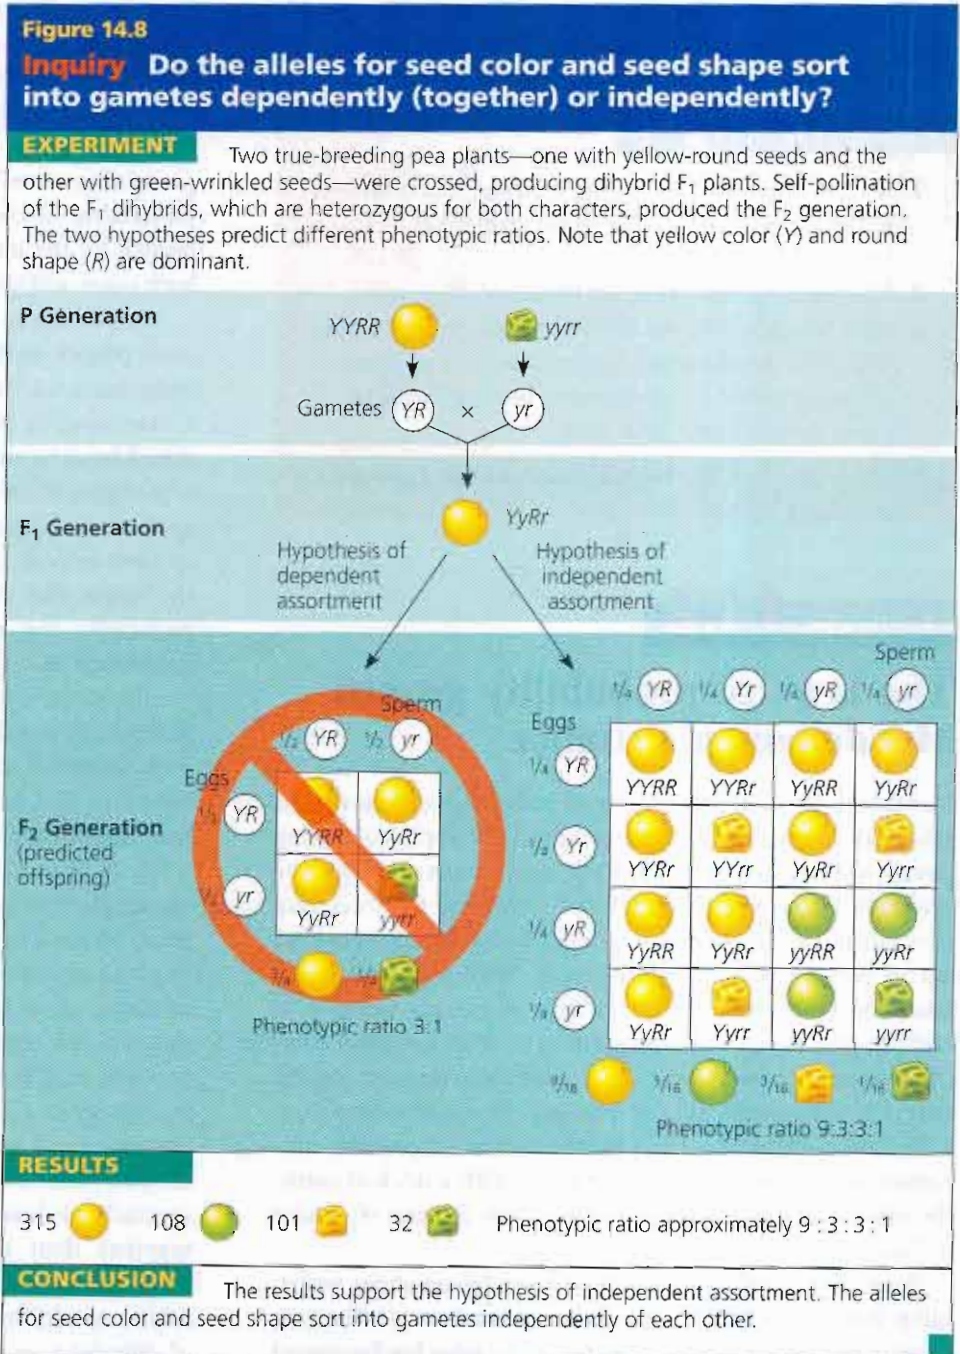 Figure 14.8
Inquiry Do the alleles for seed color and seed shape sort
into gametes dependently (together) or independently?
EXPERIMENT Two true-breeding pea plants—one with yellow-round seeds and the
other with green-wrinkled seeds—were crossed, producing dihybrid F₁ plants. Self-pollination
of the F₁ dihybrids, which are heterozygous for both characters, produced the F₂ generation.
The two hypotheses predict different phenotypic ratios. Note that yellow color (Y) and round
shape (R) are dominant.
P Generation
YYRR yyrr
Gametes YR × yr
F₁ Generation
YyRr
Hypothesis of
dependent
assortment
Hypothesis of
independent
assortment
F₂ Generation
(predicted
offspring)
Sperm
1/2 YR 1/2 yr
Eggs
1/2 YR
YYRR YyRr
1/2 yr
YyRr yyrr
3/4 1/4
Phenotypic ratio 3:1
Sperm
1/4 YR 1/4 Yr 1/4 yR 1/4 yr
Eggs
1/4 YR
YYRR YYRr YyRR YyRr
Yr
YYRr YYrr YyRr Yyrr
1/4 yR
YyRR YyRr yyRR yyRr
1/4 yr
YyRr Yyrr yyRr yyrr
9/16 3/16 3/16 1/16
Phenotypic ratio 9:3:3:1
RESULTS
315 108 101 32 Phenotypic ratio approximately 9 : 3 : 3 : 1
CONCLUSION The results support the hypothesis of independent assortment. The alleles
for seed color and seed shape sort into gametes independently of each other.